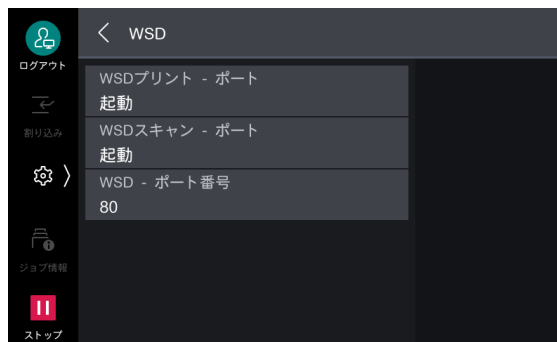 WSD
ログアウト
割り込み
ジョブ情報
ストップ
WSDプリント - ポート
起動
WSDスキャン - ポート
起動
WSD - ポート番号
80